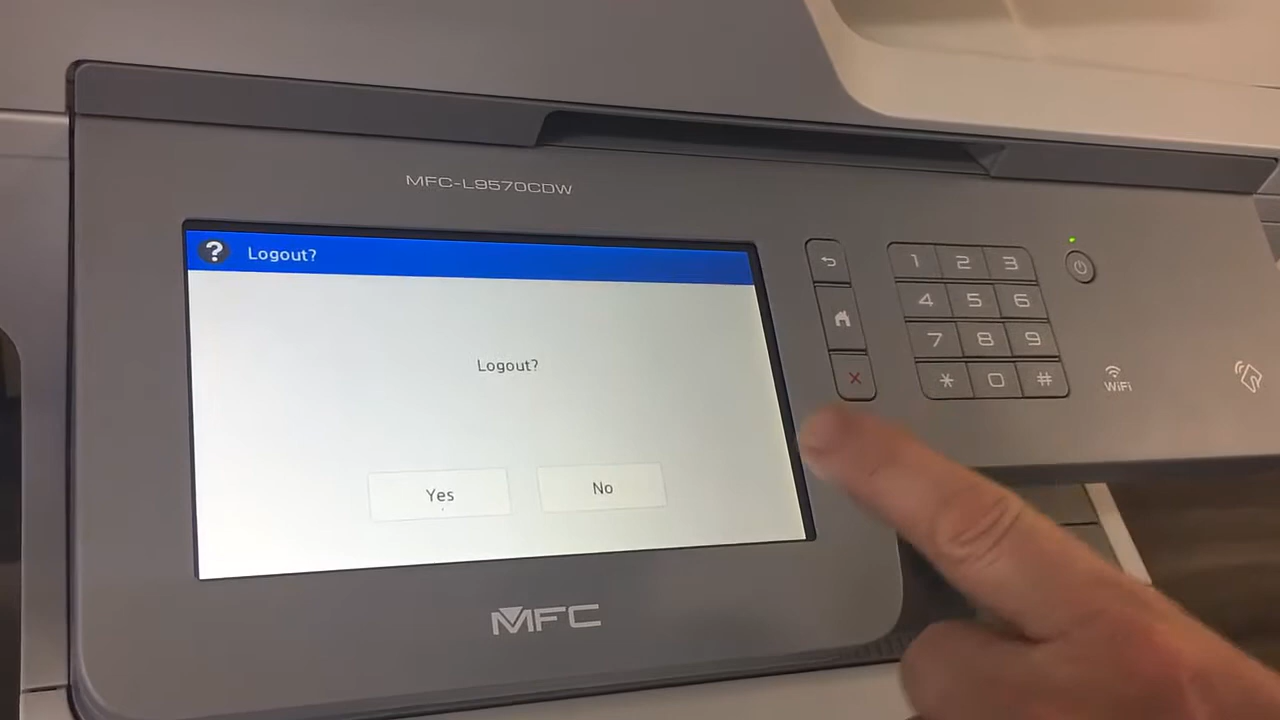 MFC-L9570CDW
? Logout?
Logout?
Yes No
1 2 3
4 5 6
7 8 9
* 0 #
WiFi
MFC